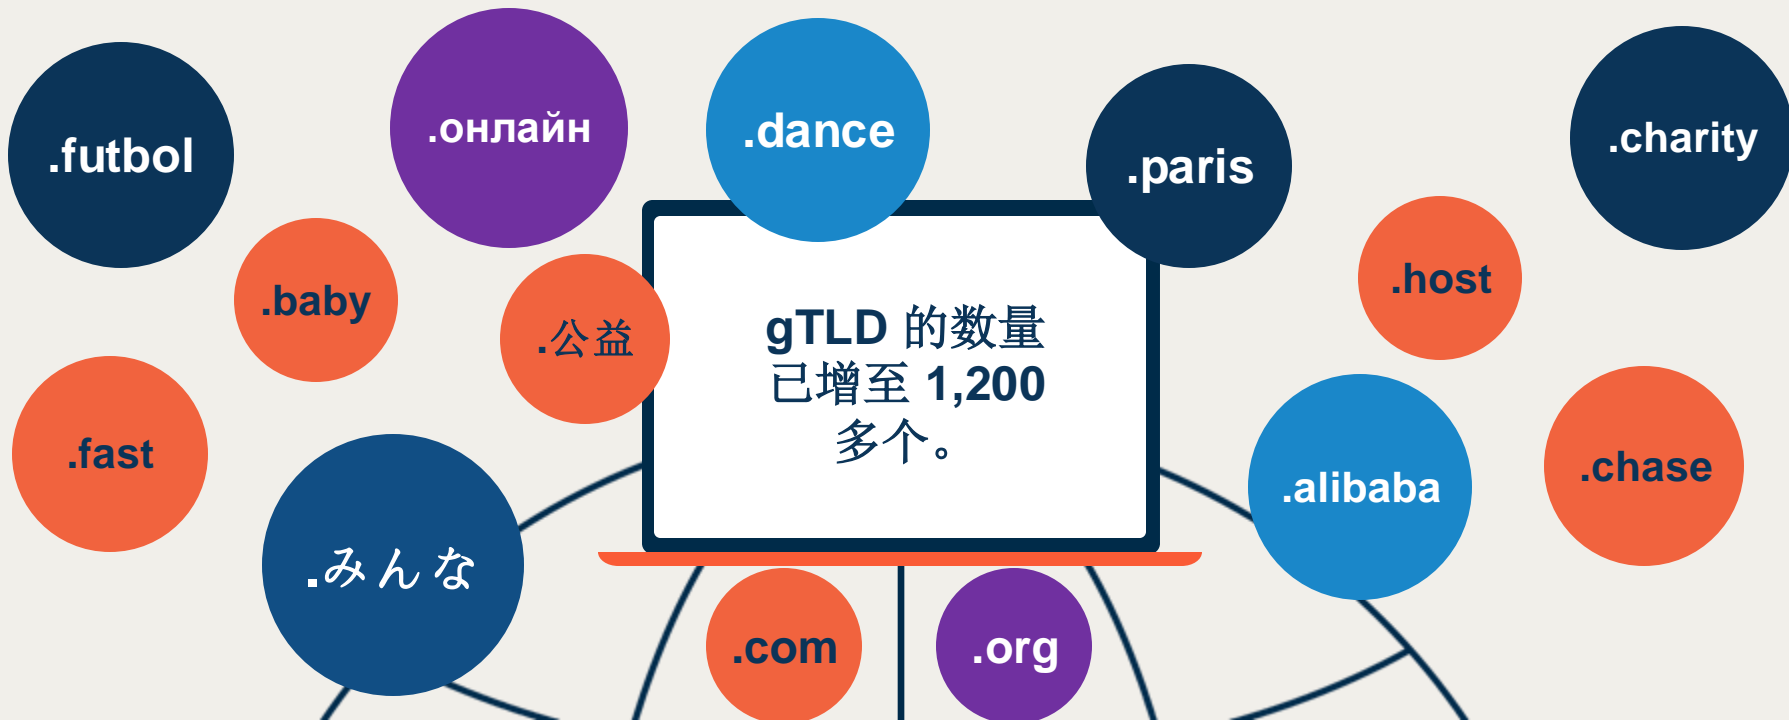 .futbol
.онлайн
.dance
.paris
.charity
.baby
.公益
.host
gTLD 的数量
已增至 1,200
多个。
.fast
.みんな
.alibaba
.chase
.com
.org